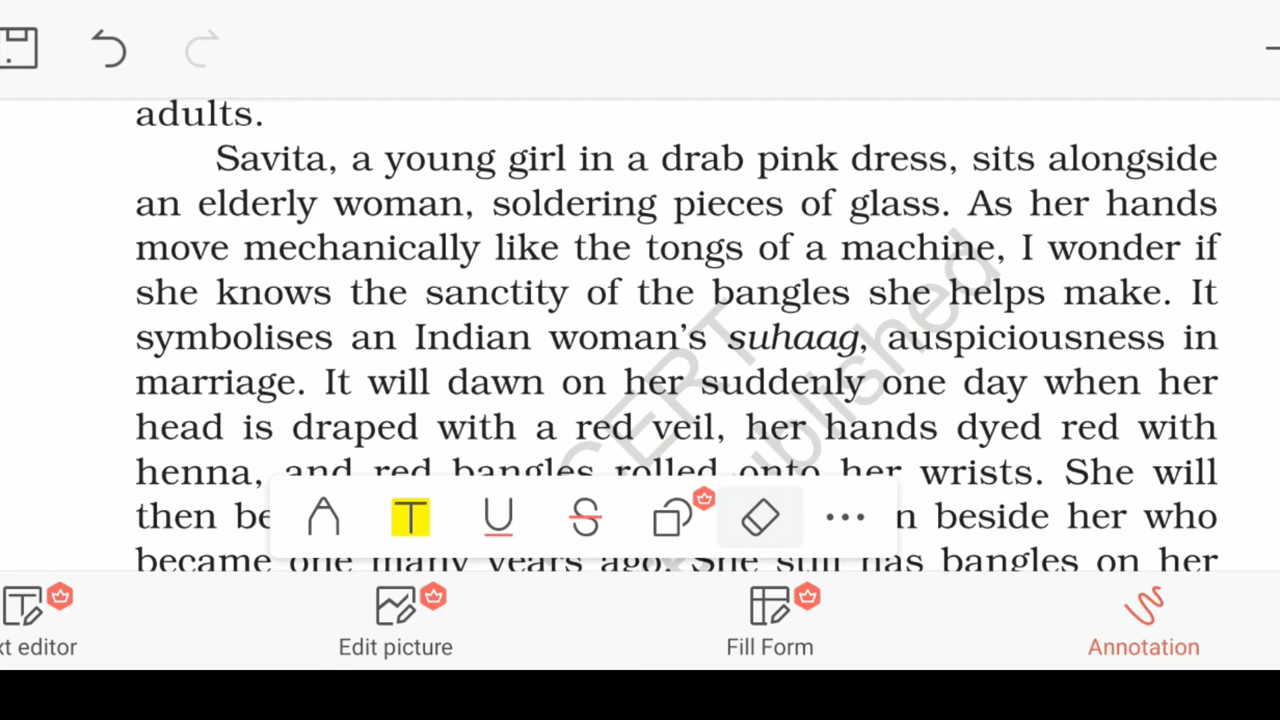 adults.
Savita, a young girl in a drab pink dress, sits alongside
an elderly woman, soldering pieces of glass. As her hands
move mechanically like the tongs of a machine, I wonder if
she knows the sanctity of the bangles she helps make. It
symbolises an Indian woman's suhaag, auspiciousness in
marriage. It will dawn on her suddenly one day when her
head is draped with a red veil, her hands dyed red with
henna, and red bangles rolled onto her wrists. She will
then be beside her who
became one many years ago. She still has bangles on her
Edit picture
Fill Form
Annotation
editor